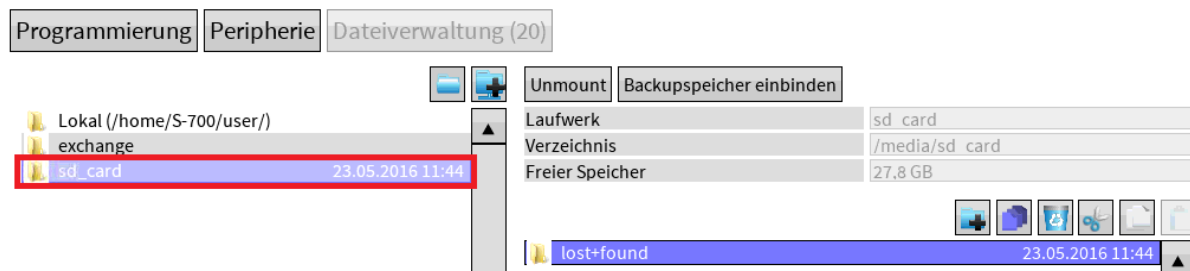 Programmierung Peripherie Dateiverwaltung (20)
Unmount Backupspeicher einbinden
Lokal (/home/S-700/user/)
exchange
sd_card 23.05.2016 11:44
Laufwerk sd_card
Verzeichnis /media/sd_card
Freier Speicher 27,8 GB
lost+found 23.05.2016 11:44